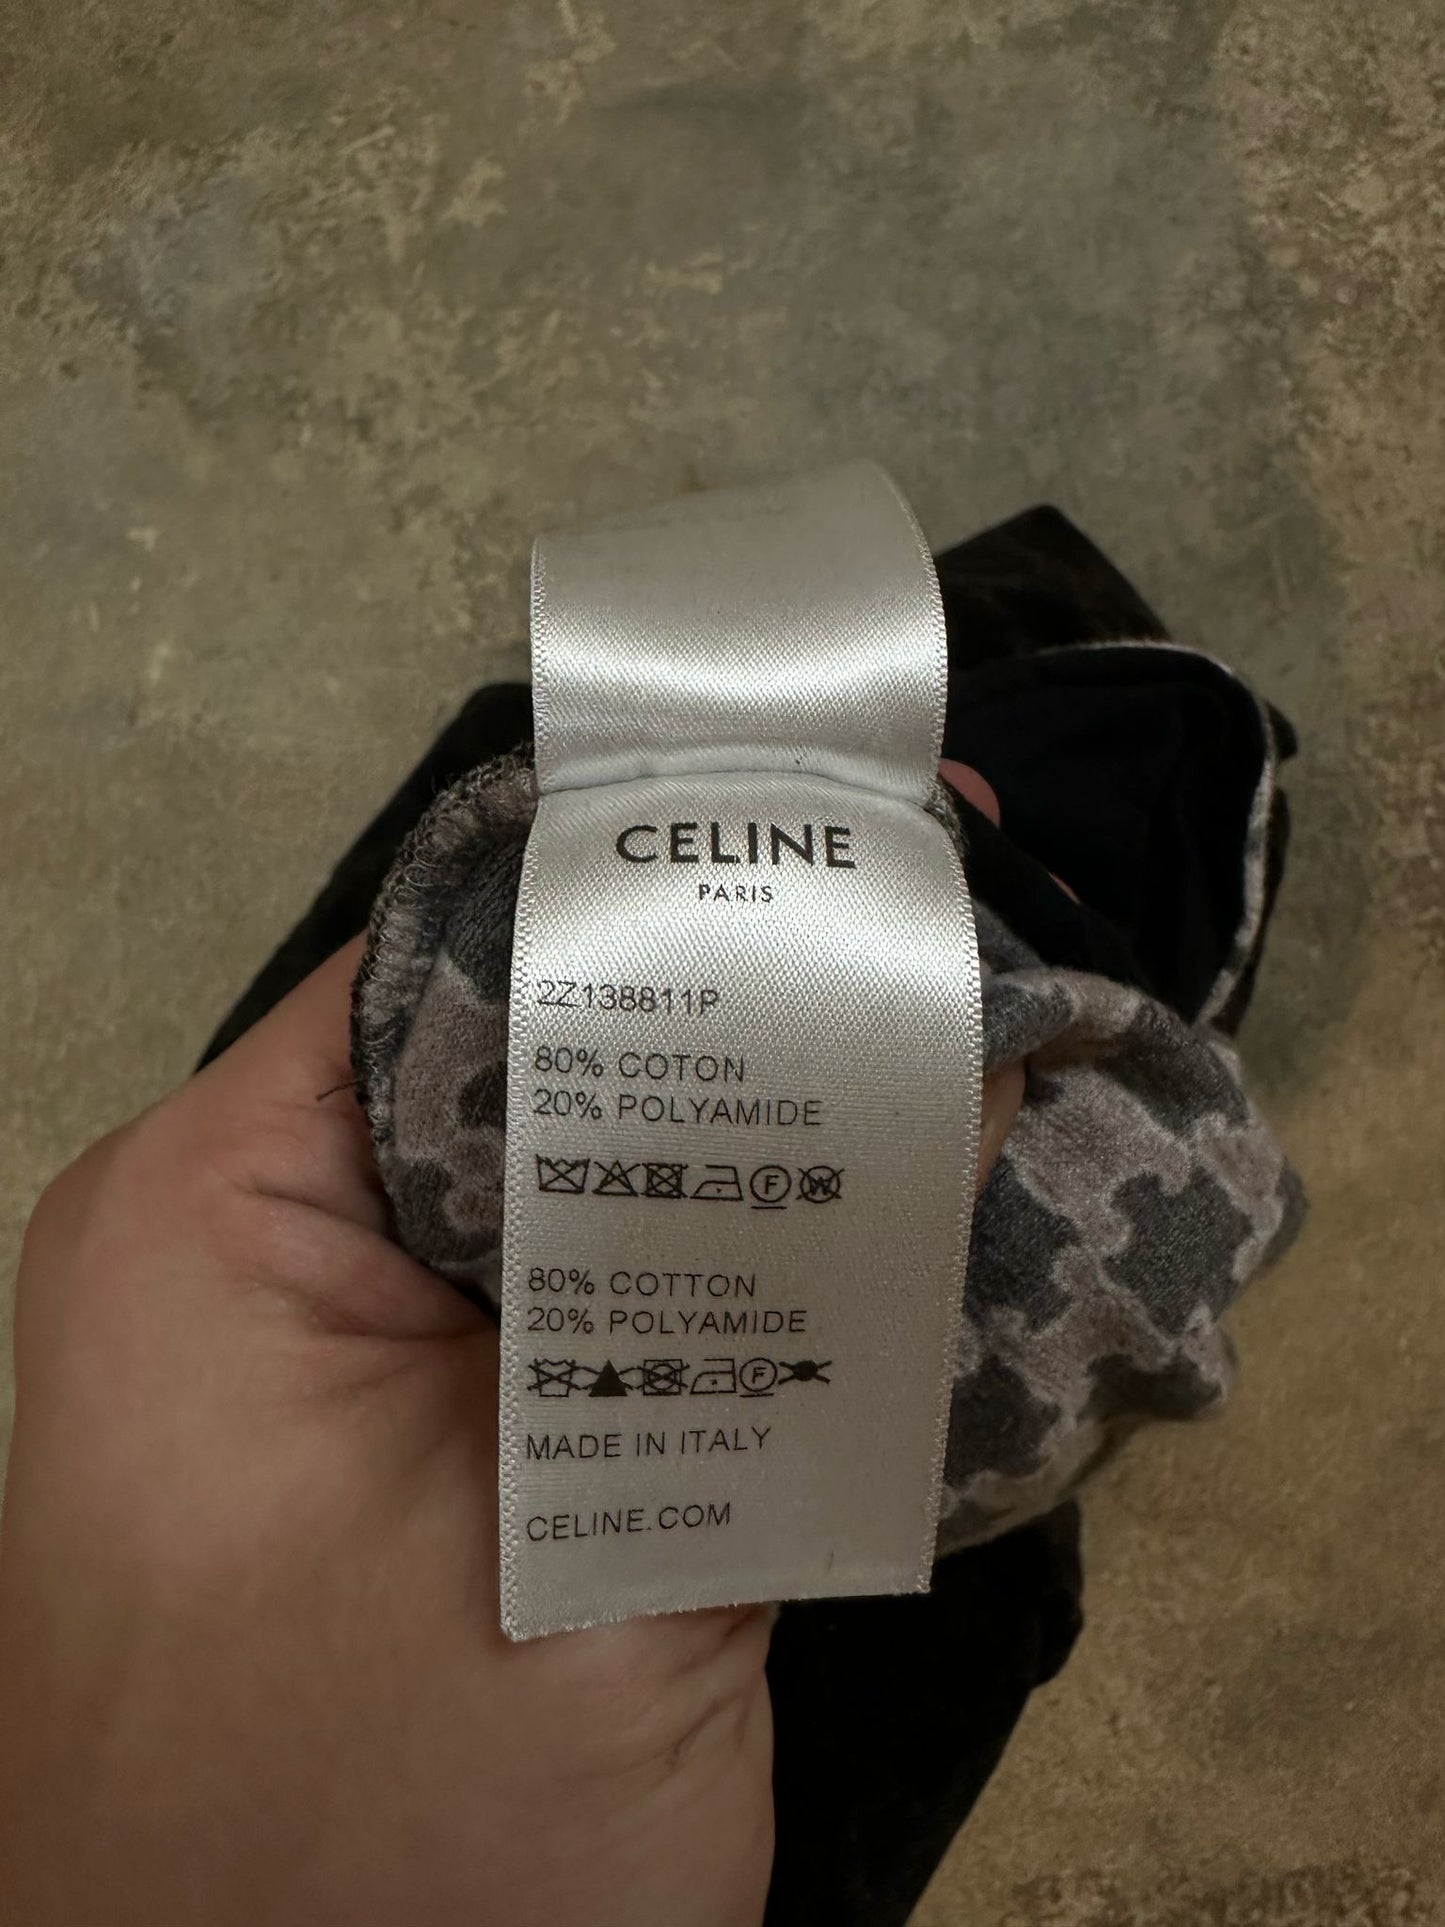 CELINE
PARIS
2Z138811P
80% COTON
20% POLYAMIDE
F W
80% COTTON
20% POLYAMIDE
F
MADE IN ITALY
CELINE.COM